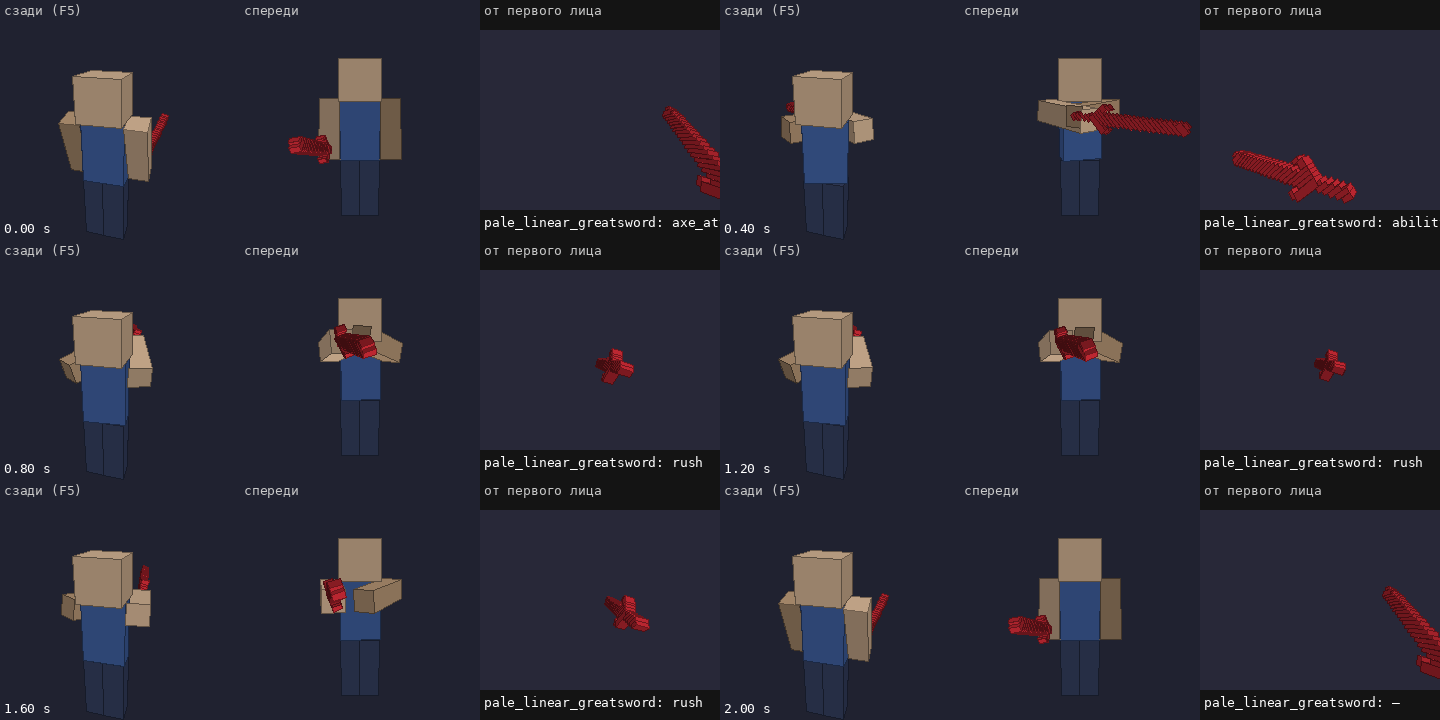 сзади (F5) спереди от первого лица сзади (F5) спереди от первого лица
0.00 s pale_linear_greatsword: axe_at 0.40 s pale_linear_greatsword: abilit
сзади (F5) спереди от первого лица сзади (F5) спереди от первого лица
0.80 s pale_linear_greatsword: rush 1.20 s pale_linear_greatsword: rush
сзади (F5) спереди от первого лица сзади (F5) спереди от первого лица
1.60 s pale_linear_greatsword: rush 2.00 s pale_linear_greatsword: —